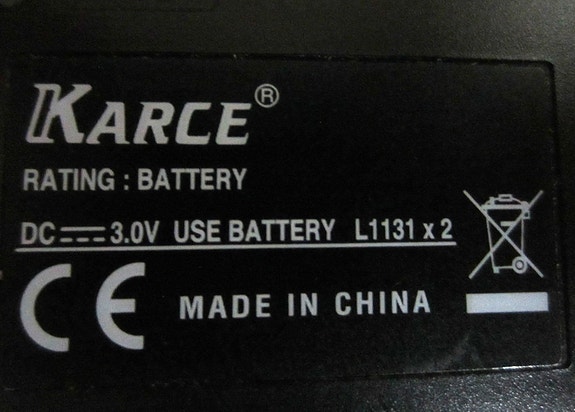 KARCE®
RATING : BATTERY
DC ⎓ 3.0V USE BATTERY L1131 x 2
CE MADE IN CHINA